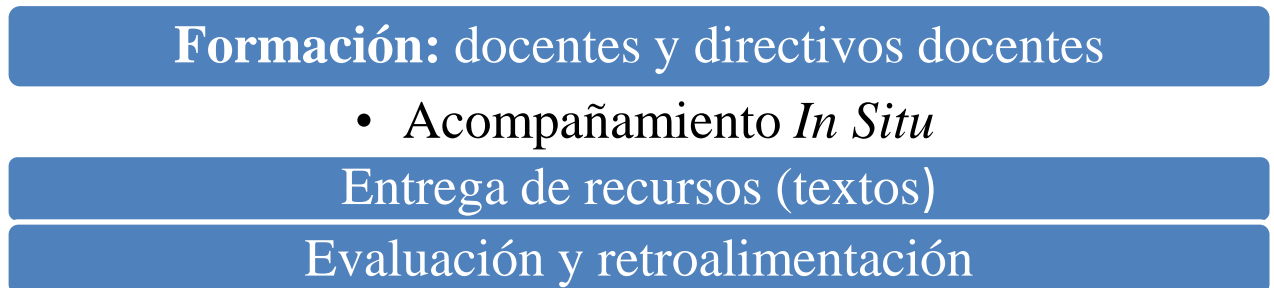 Formación: docentes y directivos docentes
• Acompañamiento In Situ
Entrega de recursos (textos)
Evaluación y retroalimentación